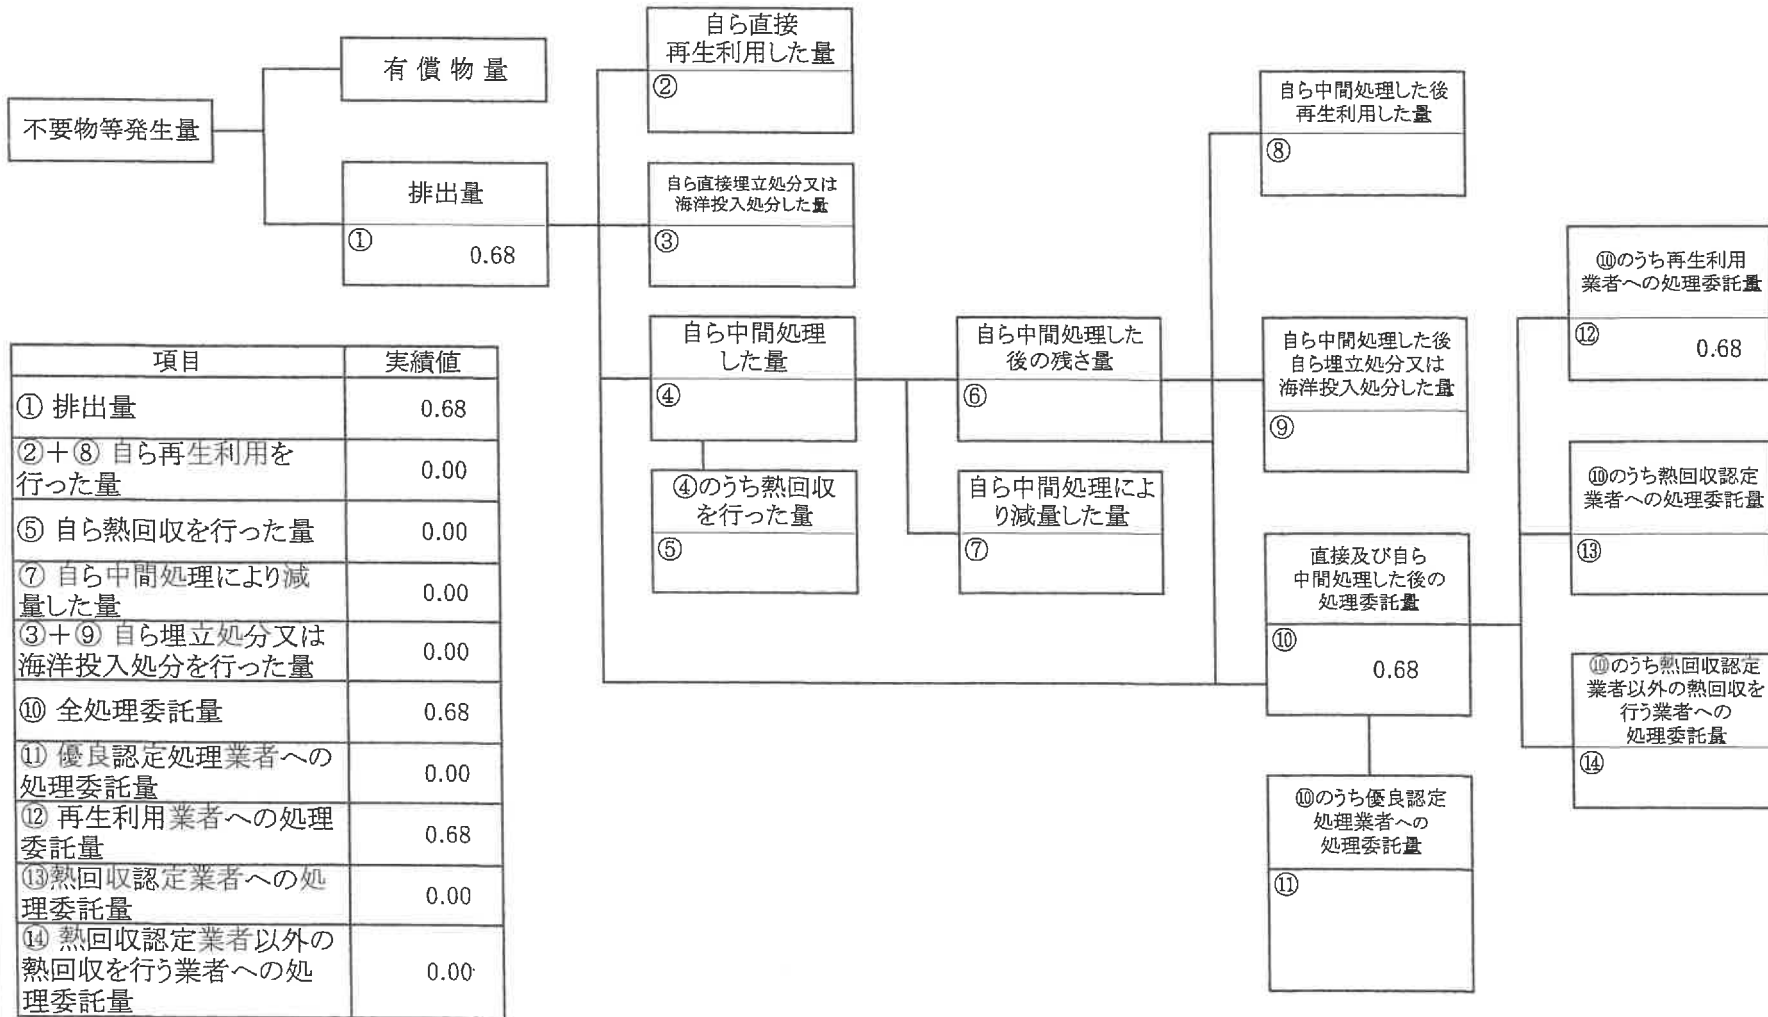 不要物等発生量
有償物量
排出量
①
0.68
自ら直接
再生利用した量
②
自ら直接埋立処分又は
海洋投入処分した量
③
自ら中間処理
した量
④
④のうち熱回収
を行った量
⑤
自ら中間処理した
後の残さ量
⑥
自ら中間処理によ
り減量した量
⑦
自ら中間処理した後
再生利用した量
⑧
自ら中間処理した後
自ら埋立処分又は
海洋投入処分した量
⑨
直接及び自ら
中間処理した後の
処理委託量
⑩
0.68
⑩のうち優良認定
処理業者への
処理委託量
⑪
⑩のうち再生利用
業者への処理委託量
⑫
0.68
⑩のうち熱回収認定
業者への処理委託量
⑬
⑩のうち熱回収認定
業者以外の熱回収を
行う業者への
処理委託量
⑭
項目 実績値
① 排出量 0.68
②+⑧ 自ら再生利用を
行った量 0.00
⑤ 自ら熱回収を行った量 0.00
⑦ 自ら中間処理により減
量した量 0.00
③+⑨ 自ら埋立処分又は
海洋投入処分を行った量 0.00
⑩ 全処理委託量 0.68
⑪ 優良認定処理業者への
処理委託量 0.00
⑫ 再生利用業者への処理
委託量 0.68
⑬熱回収認定業者への処
理委託量 0.00
⑭ 熱回収認定業者以外の
熱回収を行う業者への処
理委託量 0.00